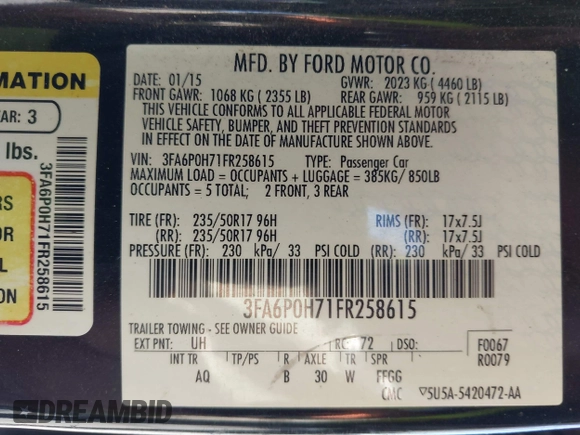 RMATION
AR: 3
lbs.
RS
OR
L
ON
3FA6P0H71FR258615
MFD. BY FORD MOTOR CO.
DATE: 01/15 GVWR: 2023 KG ( 4460 LB)
FRONT GAWR: 1068 KG ( 2355 LB) REAR GAWR: 959 KG ( 2115 LB)
THIS VEHICLE CONFORMS TO ALL APPLICABLE FEDERAL MOTOR
VEHICLE SAFETY, BUMPER, AND THEFT PREVENTION STANDARDS
IN EFFECT ON THE DATE OF MANUFACTURE SHOWN ABOVE.
VIN: 3FA6P0H71FR258615 TYPE: Passenger Car
MAXIMUM LOAD = OCCUPANTS + LUGGAGE = 385KG/ 850LB
OCCUPANTS = 5 TOTAL; 2 FRONT, 3 REAR
TIRE (FR): 235/50R17 96H RIMS (FR): 17x7.5J
(RR): 235/50R17 96H (RR): 17x7.5J
PRESSURE (FR): 230 kPa/ 33 PSI COLD (RR): 230 kPa/ 33 PSI COLD
3FA6P0H71FR258615
TRAILER TOWING - SEE OWNER GUIDE
EXT PNT: UH RC: 72 DSO: F0067
INT TR TP/PS R AXLE TR SPR R0079
AQ B 30 W FFGG
CMC 5U5A-5420472-AA
DREAMBID